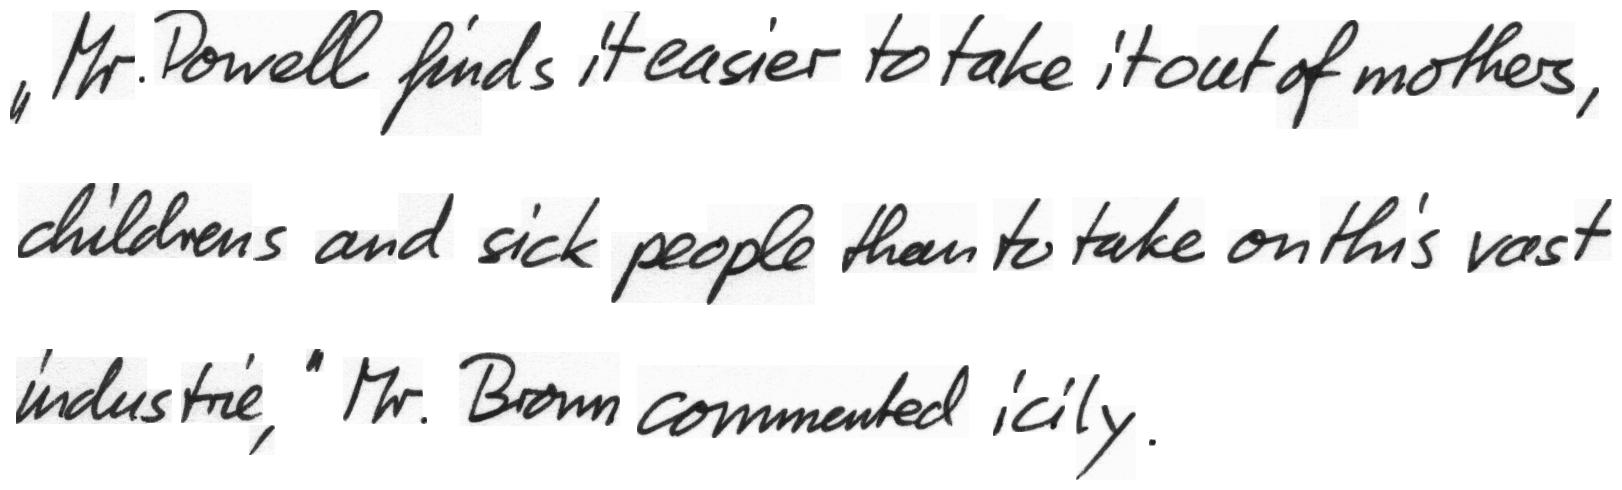 „Mr. Powell finds it easier to take it out of mothers,
childrens and sick people than to take on this vast
industrie," Mr. Brown commented icily.